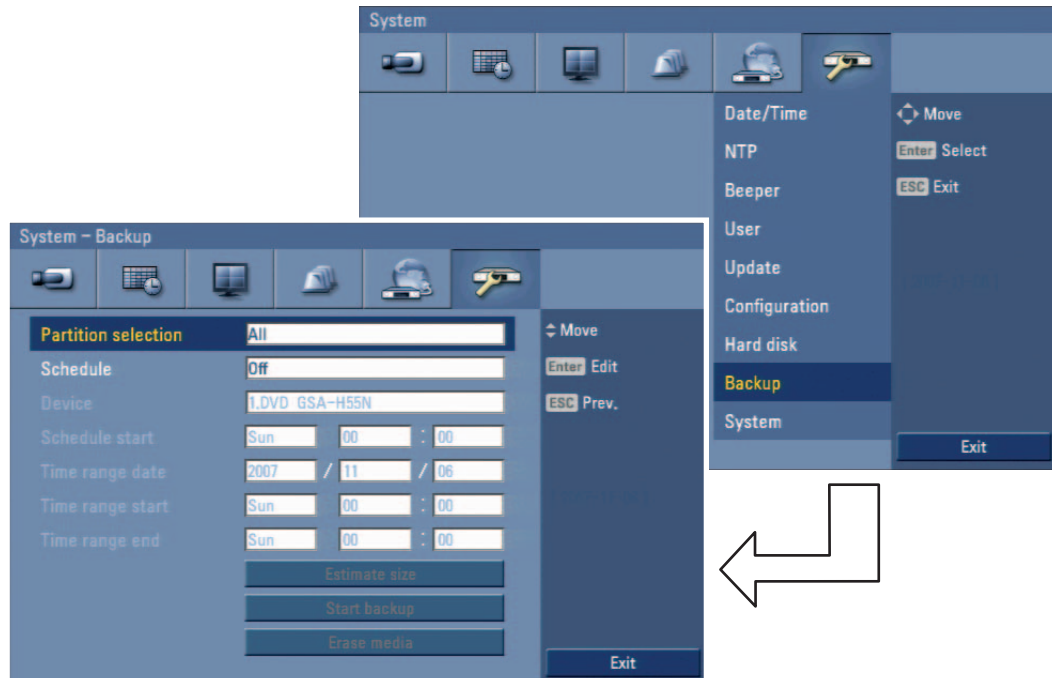 System
Date/Time
NTP
Beeper
User
Update
Configuration
Hard disk
Backup
System
Move
Enter Select
ESC Exit
Exit
System – Backup
Partition selection All
Schedule Off
Device 1.DVD GSA-H55N
Schedule start Sun 00 : 00
Time range date 2007 / 11 / 06
Time range start Sun 00 : 00
Time range end Sun 00 : 00
Estimate size
Start backup
Erase media
Move
Enter Edit
ESC Prev.
Exit